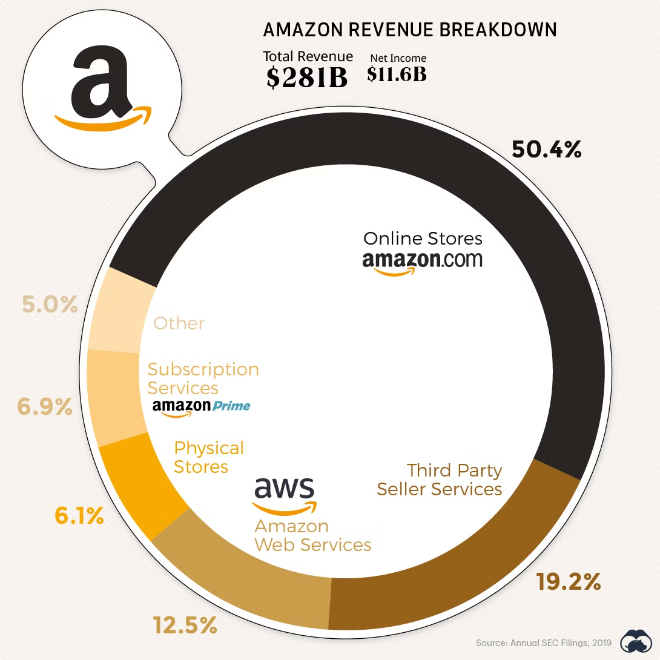 AMAZON REVENUE BREAKDOWN
Total Revenue
$281B
Net Income
$11.6B
a
50.4%
Online Stores
amazon.com
5.0%
Other
Subscription
Services
amazon Prime
6.9%
Physical
Stores
6.1%
aws
Amazon
Web Services
12.5%
Third Party
Seller Services
19.2%
Source: Annual SEC Filings, 2019